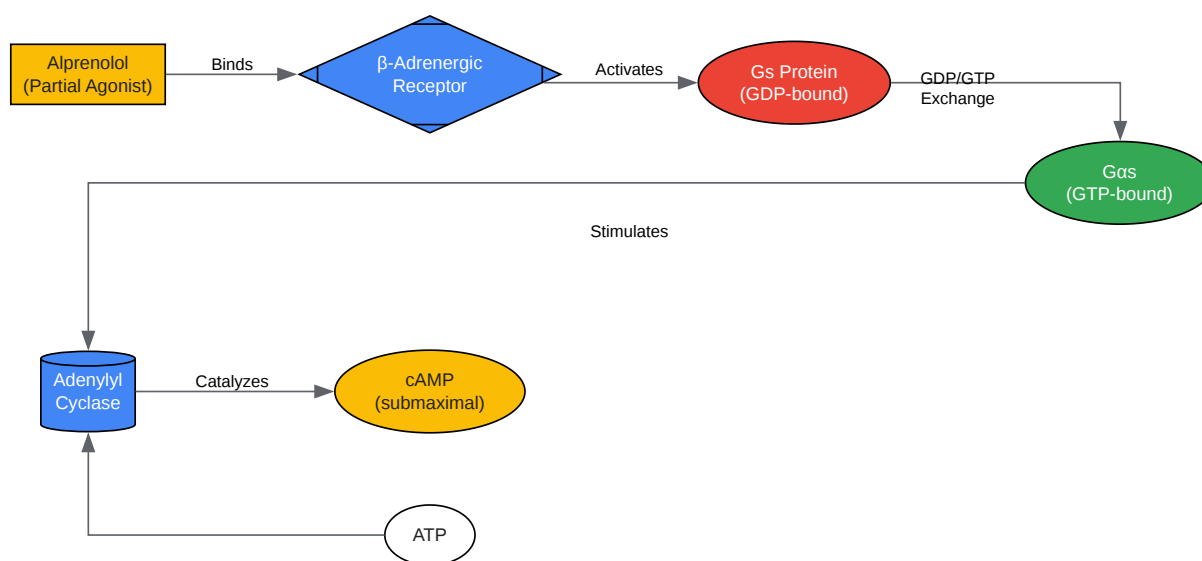 Alprenolol
(Partial Agonist)
Binds
β-Adrenergic
Receptor
Activates
Gs Protein
(GDP-bound)
GDP/GTP
Exchange
Gαs
(GTP-bound)
Stimulates
Adenylyl
Cyclase
Catalyzes
cAMP
(submaximal)
ATP